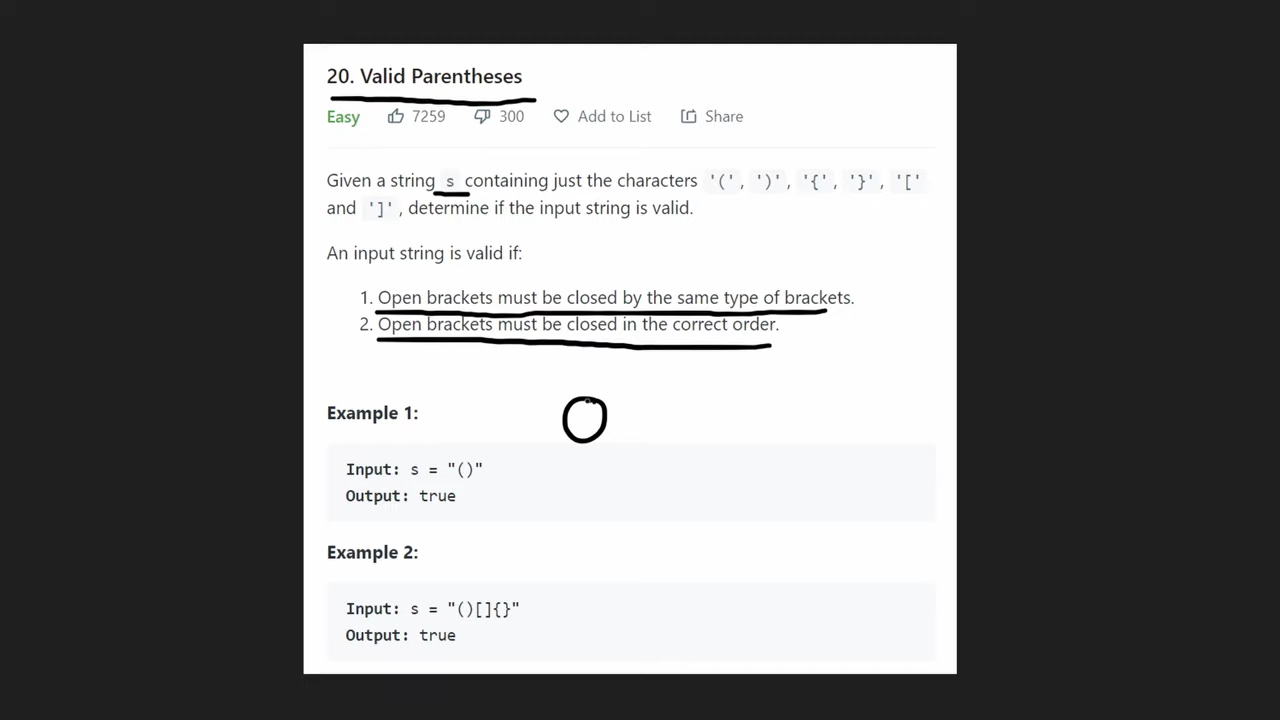 20. Valid Parentheses
Easy 7259 300 Add to List Share
Given a string s containing just the characters '(', ')', '{', '}', '['
and ']', determine if the input string is valid.
An input string is valid if:
1. Open brackets must be closed by the same type of brackets.
2. Open brackets must be closed in the correct order.
Example 1:
Input: s = "()"
Output: true
Example 2:
Input: s = "()[]{}"
Output: true